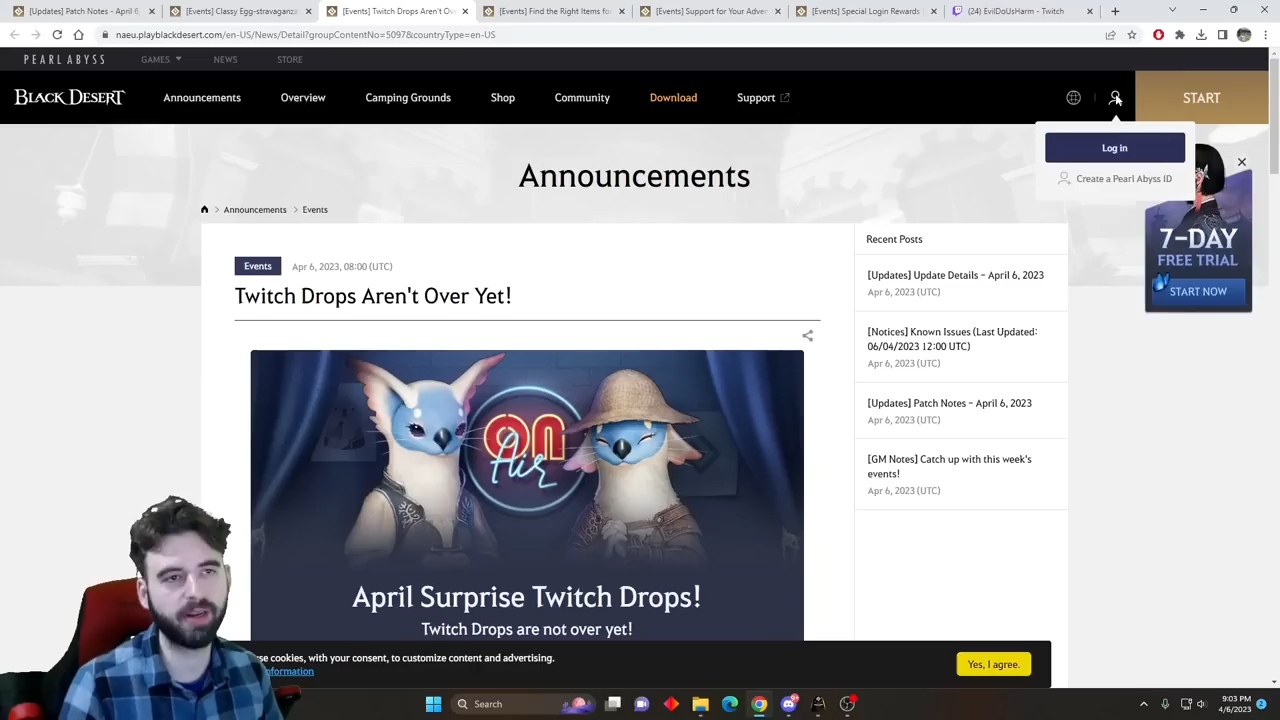 [Updates] Patch Notes - April 6,
[Events] Classy Egg-stravaganz
[Events] Twitch Drops Aren't Ov
[Events] Find the Right Items for
[Events] Support for Your Adven
[Events] Special Login Rewards
(24) EvilDoUsHarm - Twitch
naeu.playblackdesert.com/en-US/News/Detail?groupContentNo=5097&countryType=en-US
PEARL ABYSS
GAMES
NEWS
STORE
BLACK DESERT
Announcements
Overview
Camping Grounds
Shop
Community
Download
Support
START
Log in
Create a Pearl Abyss ID
Announcements
Announcements > Events
Events
Apr 6, 2023, 08:00 (UTC)
Twitch Drops Aren't Over Yet!
ON
Air
April Surprise Twitch Drops!
Twitch Drops are not over yet!
Recent Posts
[Updates] Update Details – April 6, 2023
Apr 6, 2023 (UTC)
[Notices] Known Issues (Last Updated:
06/04/2023 12:00 UTC)
Apr 6, 2023 (UTC)
[Updates] Patch Notes – April 6, 2023
Apr 6, 2023 (UTC)
[GM Notes] Catch up with this week's
events!
Apr 6, 2023 (UTC)
7-DAY
FREE TRIAL
START NOW
use cookies, with your consent, to customize content and advertising.
information
Yes, I agree.
Search
9:03 PM
4/6/2023